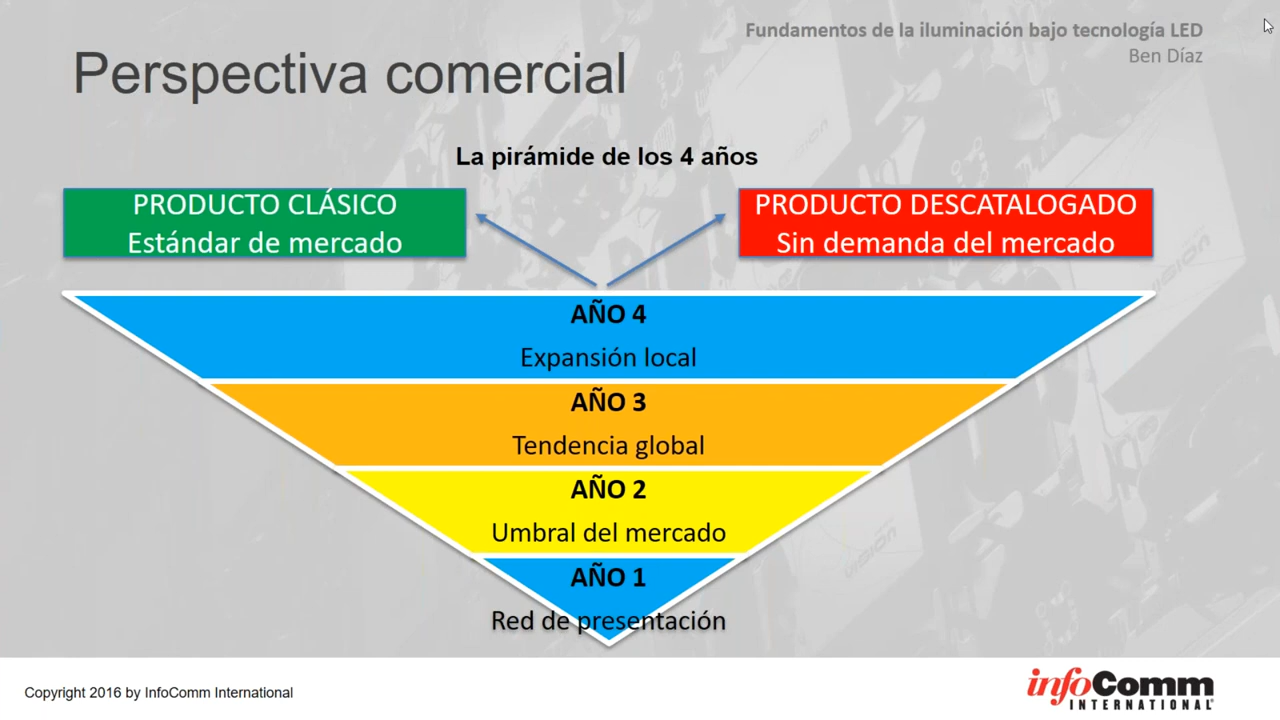 Fundamentos de la iluminación bajo tecnología LED
Ben Díaz
Perspectiva comercial
La pirámide de los 4 años
PRODUCTO CLÁSICO
Estándar de mercado
PRODUCTO DESCATALOGADO
Sin demanda del mercado
AÑO 4
Expansión local
AÑO 3
Tendencia global
AÑO 2
Umbral del mercado
AÑO 1
Red de presentación
Copyright 2016 by InfoComm International
infoComm
INTERNATIONAL
VISION